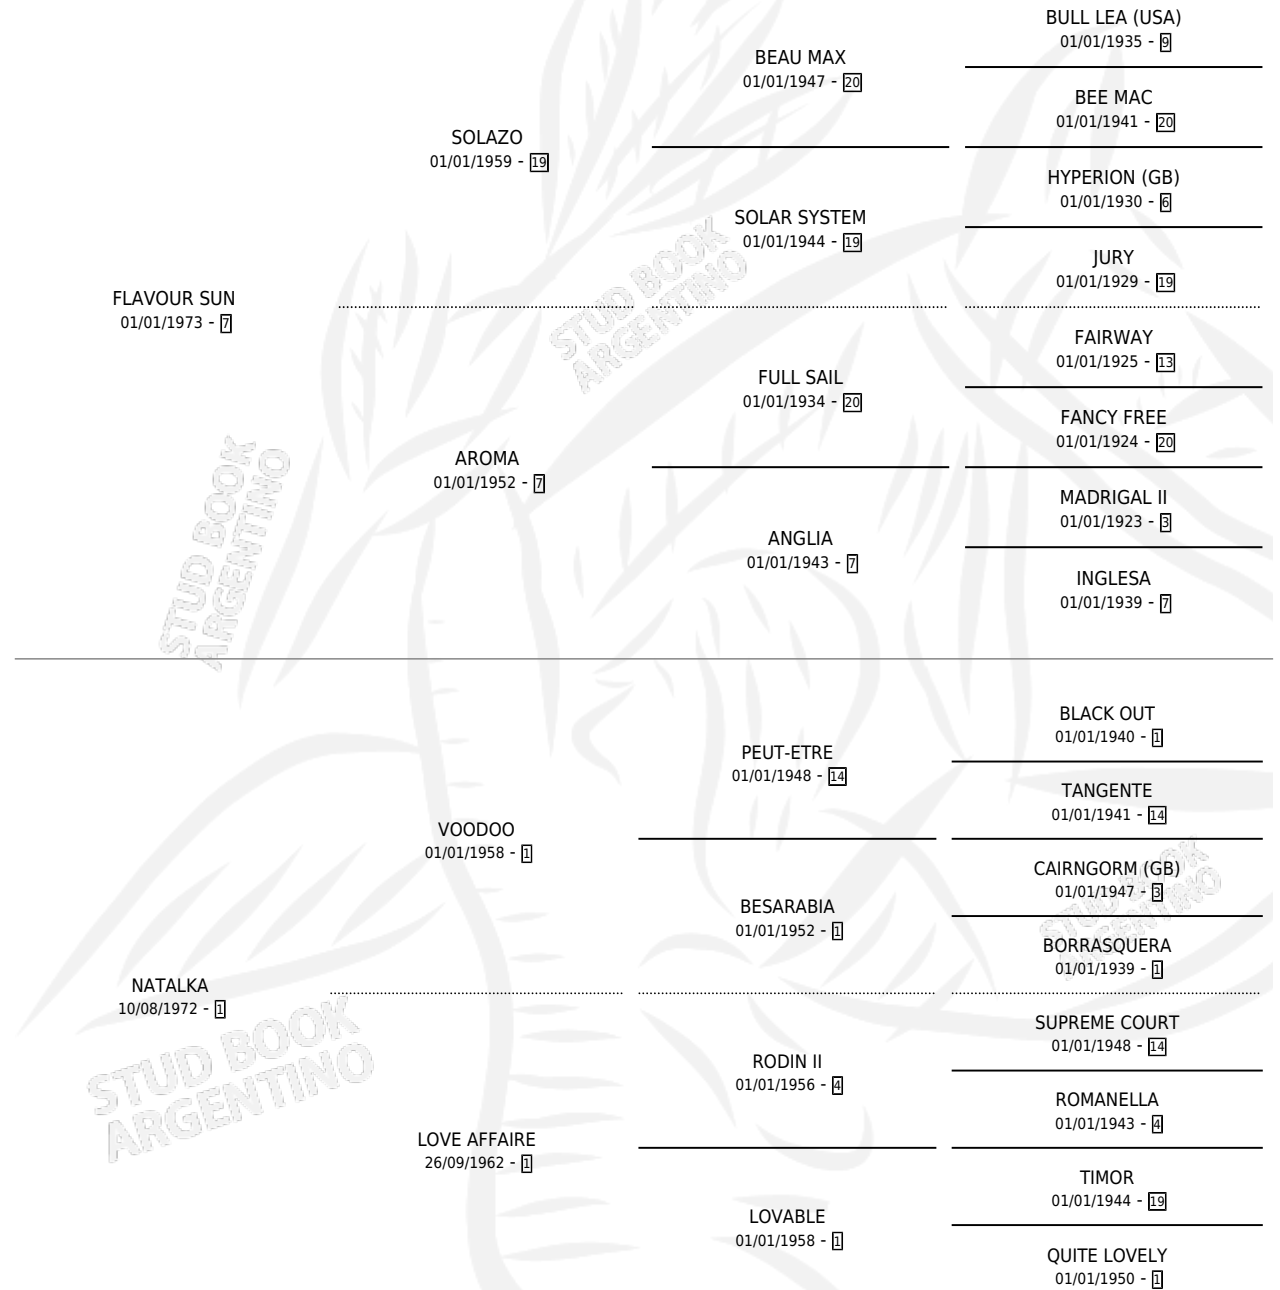 BULL LEA (USA)
01/01/1935 - 9
BEAU MAX
01/01/1947 - 20
BEE MAC
01/01/1941 - 20
SOLAZO
01/01/1959 - 19
HYPERION (GB)
01/01/1930 - 6
SOLAR SYSTEM
01/01/1944 - 19
JURY
01/01/1929 - 19
FLAVOUR SUN
01/01/1973 - 7
FAIRWAY
01/01/1925 - 13
FULL SAIL
01/01/1934 - 20
FANCY FREE
01/01/1924 - 20
AROMA
01/01/1952 - 7
MADRIGAL II
01/01/1923 - 3
ANGLIA
01/01/1943 - 7
INGLESA
01/01/1939 - 7
BLACK OUT
01/01/1940 - 1
PEUT-ETRE
01/01/1948 - 14
TANGENTE
01/01/1941 - 14
VOODOO
01/01/1958 - 1
CAIRNGORM (GB)
01/01/1947 - 3
BESARABIA
01/01/1952 - 1
BORRASQUERA
01/01/1939 - 1
NATALKA
10/08/1972 - 1
SUPREME COURT
01/01/1948 - 14
RODIN II
01/01/1956 - 4
ROMANELLA
01/01/1943 - 4
LOVE AFFAIRE
26/09/1962 - 1
TIMOR
01/01/1944 - 19
LOVABLE
01/01/1958 - 1
QUITE LOVELY
01/01/1950 - 1
STUD BOOK
ARGENTINO
STUD BOOK
ARGENTINO
STUD BOOK
ARGENTINO
STUD BOOK
ARGENTINO